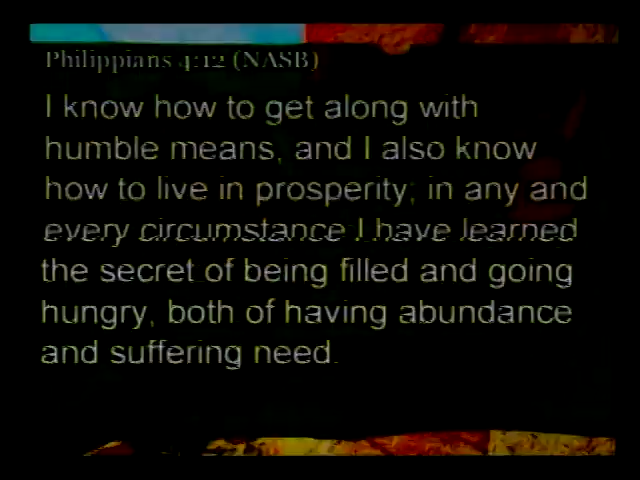 Philippians 4:12 (NASB)
I know how to get along with
humble means, and I also know
how to live in prosperity; in any and
every circumstance I have learned
the secret of being filled and going
hungry, both of having abundance
and suffering need.